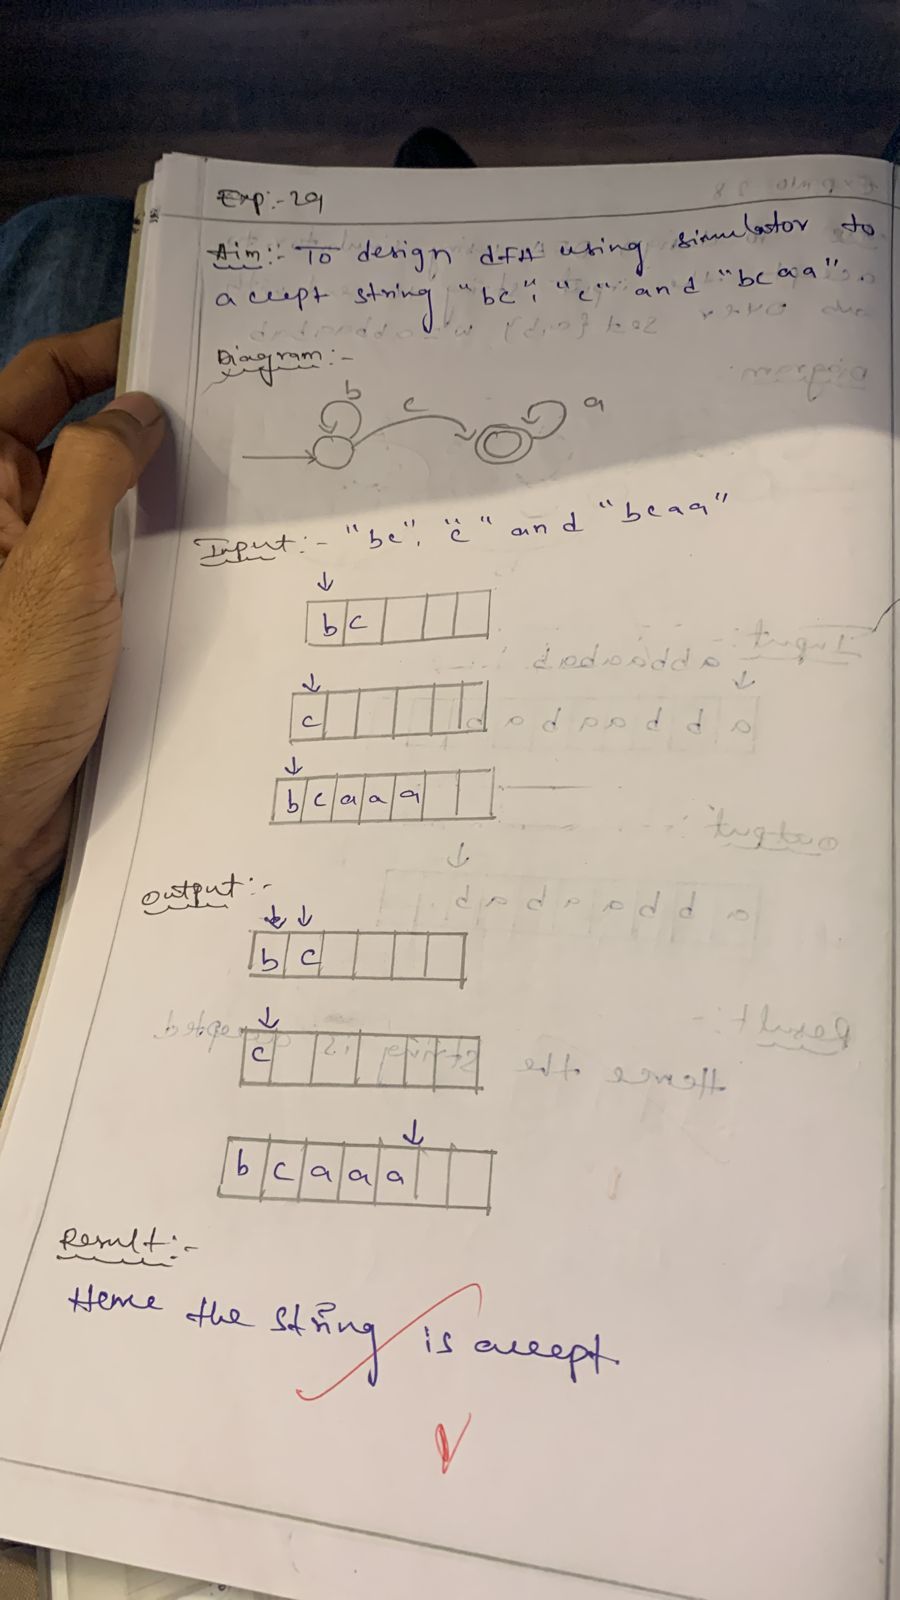 Exp:- 29
Aim:- To design dFA using simulator to
accept string "bc", "c" and "bcaa".
Diagram:-
b
c
a
Input:- "bc", "c" and "bcaa"
b c
c
b c a a a
Output:-
b c
c
b c a a a
Result:-
Hence the string is accept.